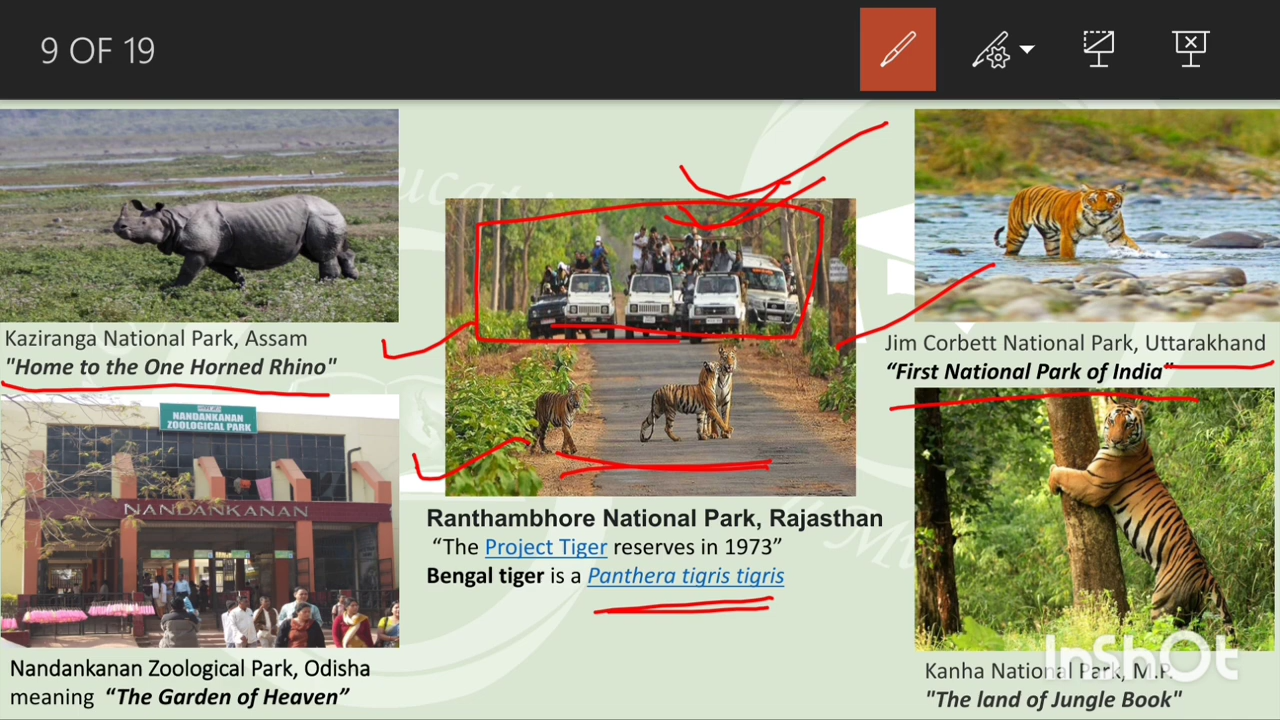 9 OF 19
Kaziranga National Park, Assam
"Home to the One Horned Rhino"
NANDANKANAN
ZOOLOGICAL PARK
NANDANKANAN
Nandankanan Zoological Park, Odisha
meaning “The Garden of Heaven”
Ranthambhore National Park, Rajasthan
“The Project Tiger reserves in 1973”
Bengal tiger is a Panthera tigris tigris
Jim Corbett National Park, Uttarakhand
“First National Park of India”
Kanha National Park, M.P.
"The land of Jungle Book"
InShOt